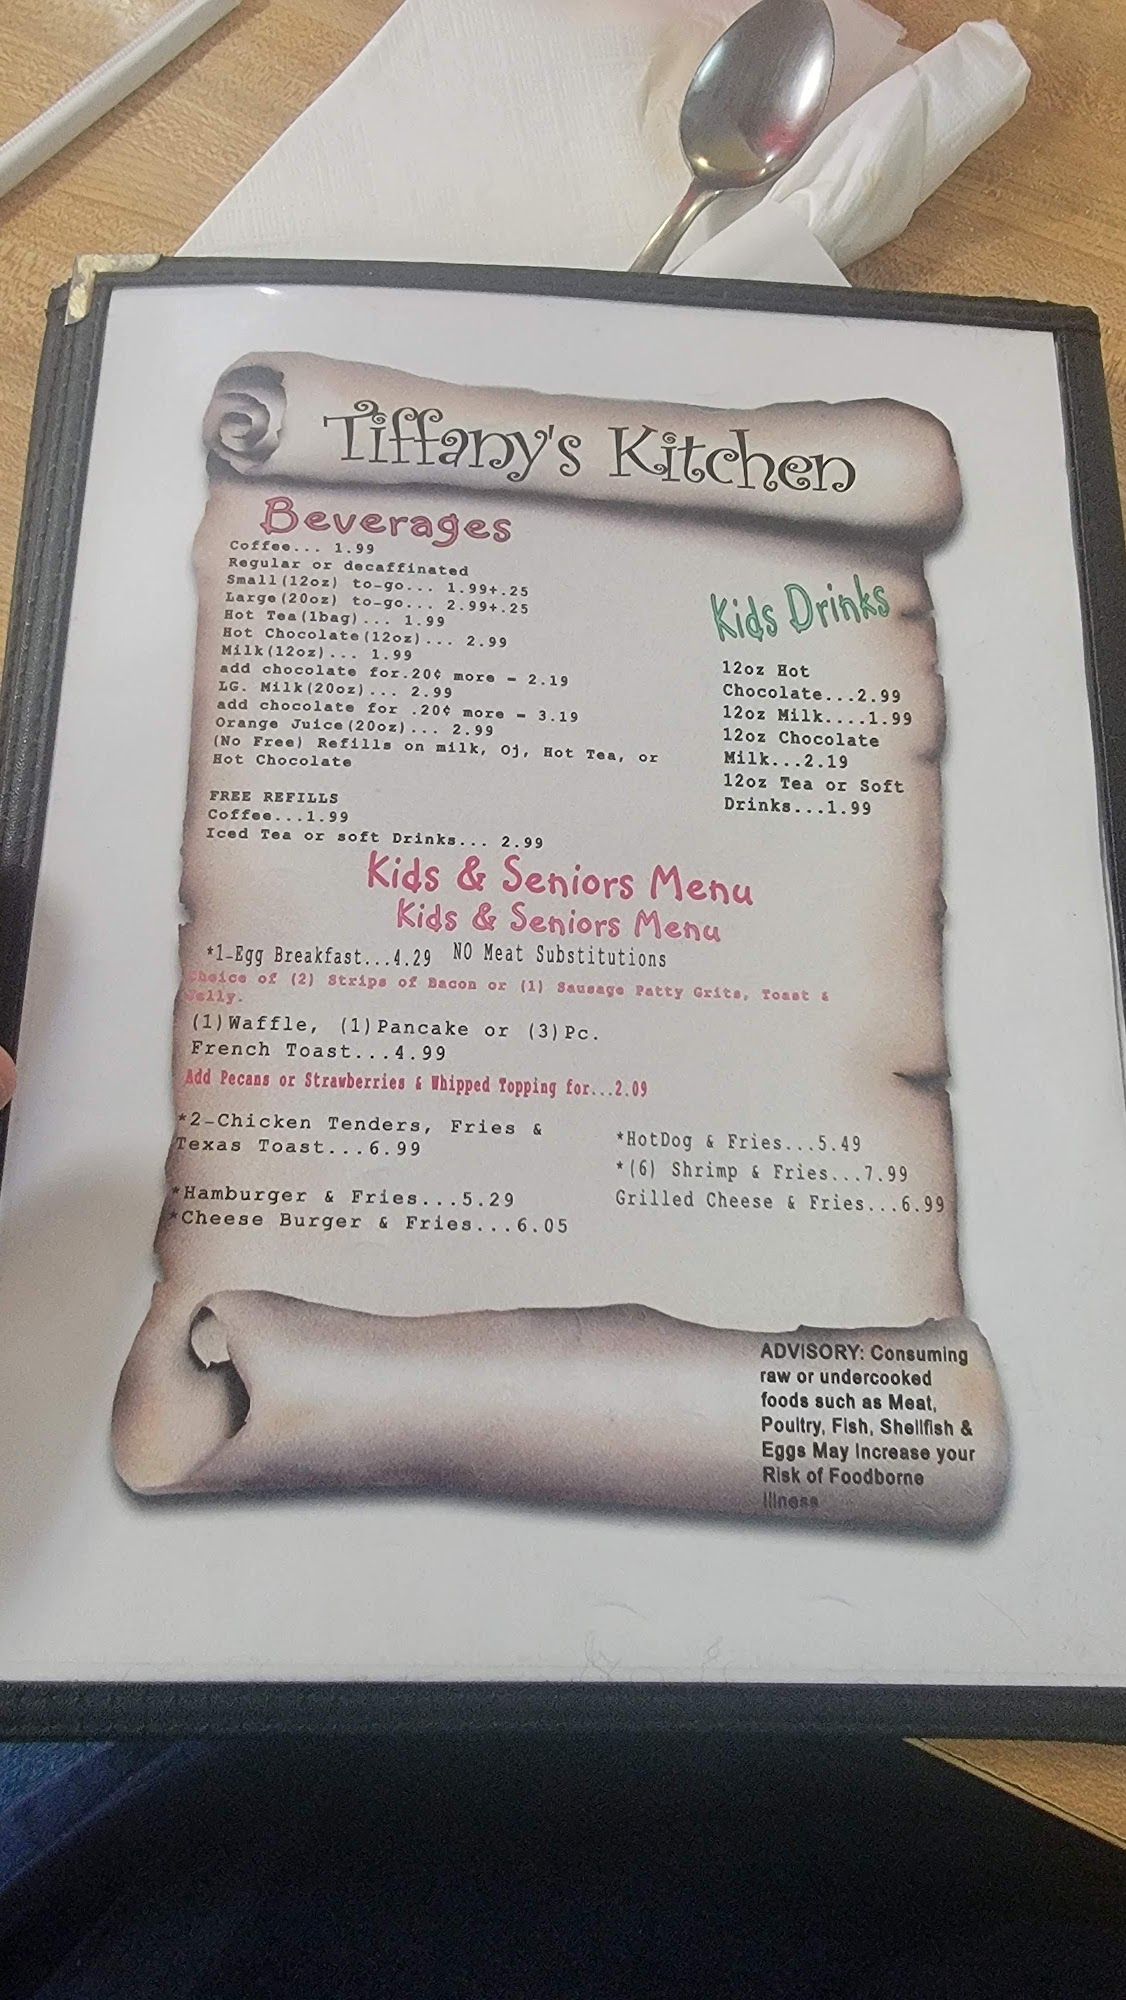 Tiffany's Kitchen
Beverages
Coffee... 1.99
Regular or decaffinated
Small(12oz) to-go... 1.99+.25
Large(20oz) to-go... 2.99+.25
Hot Tea(1bag)... 1.99
Hot Chocolate(12oz)... 2.99
Milk(12oz)... 1.99
add chocolate for.20¢ more - 2.19
LG. Milk(20oz)... 2.99
add chocolate for .20¢ more - 3.19
Orange Juice(20oz)... 2.99
(No Free) Refills on milk, Oj, Hot Tea, or
Hot Chocolate
FREE REFILLS
Coffee...1.99
Iced Tea or soft Drinks... 2.99
Kids Drinks
12oz Hot
Chocolate...2.99
12oz Milk....1.99
12oz Chocolate
Milk...2.19
12oz Tea or Soft
Drinks...1.99
Kids & Seniors Menu
Kids & Seniors Menu
*1-Egg Breakfast...4.29 NO Meat Substitutions
Choice of (2) Strips of Bacon or (1) Sausage Patty Grits, Toast &
Jelly.
(1)Waffle, (1)Pancake or (3)Pc.
French Toast...4.99
Add Pecans or Strawberries & Whipped Topping for...2.09
*2-Chicken Tenders, Fries &
Texas Toast...6.99
*Hamburger & Fries...5.29
*Cheese Burger & Fries...6.05
*HotDog & Fries...5.49
*(6) Shrimp & Fries...7.99
Grilled Cheese & Fries...6.99
ADVISORY: Consuming
raw or undercooked
foods such as Meat,
Poultry, Fish, Shellfish &
Eggs May Increase your
Risk of Foodborne
Illness